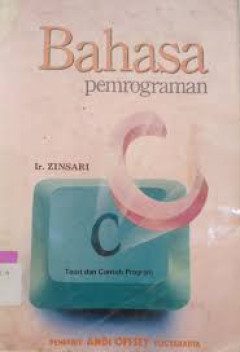 Bahasa
pemrograman
Ir. ZINSARI
C
C
Teori dan Contoh Program
PENERBIT ANDI OFFSET YOGYAKARTA